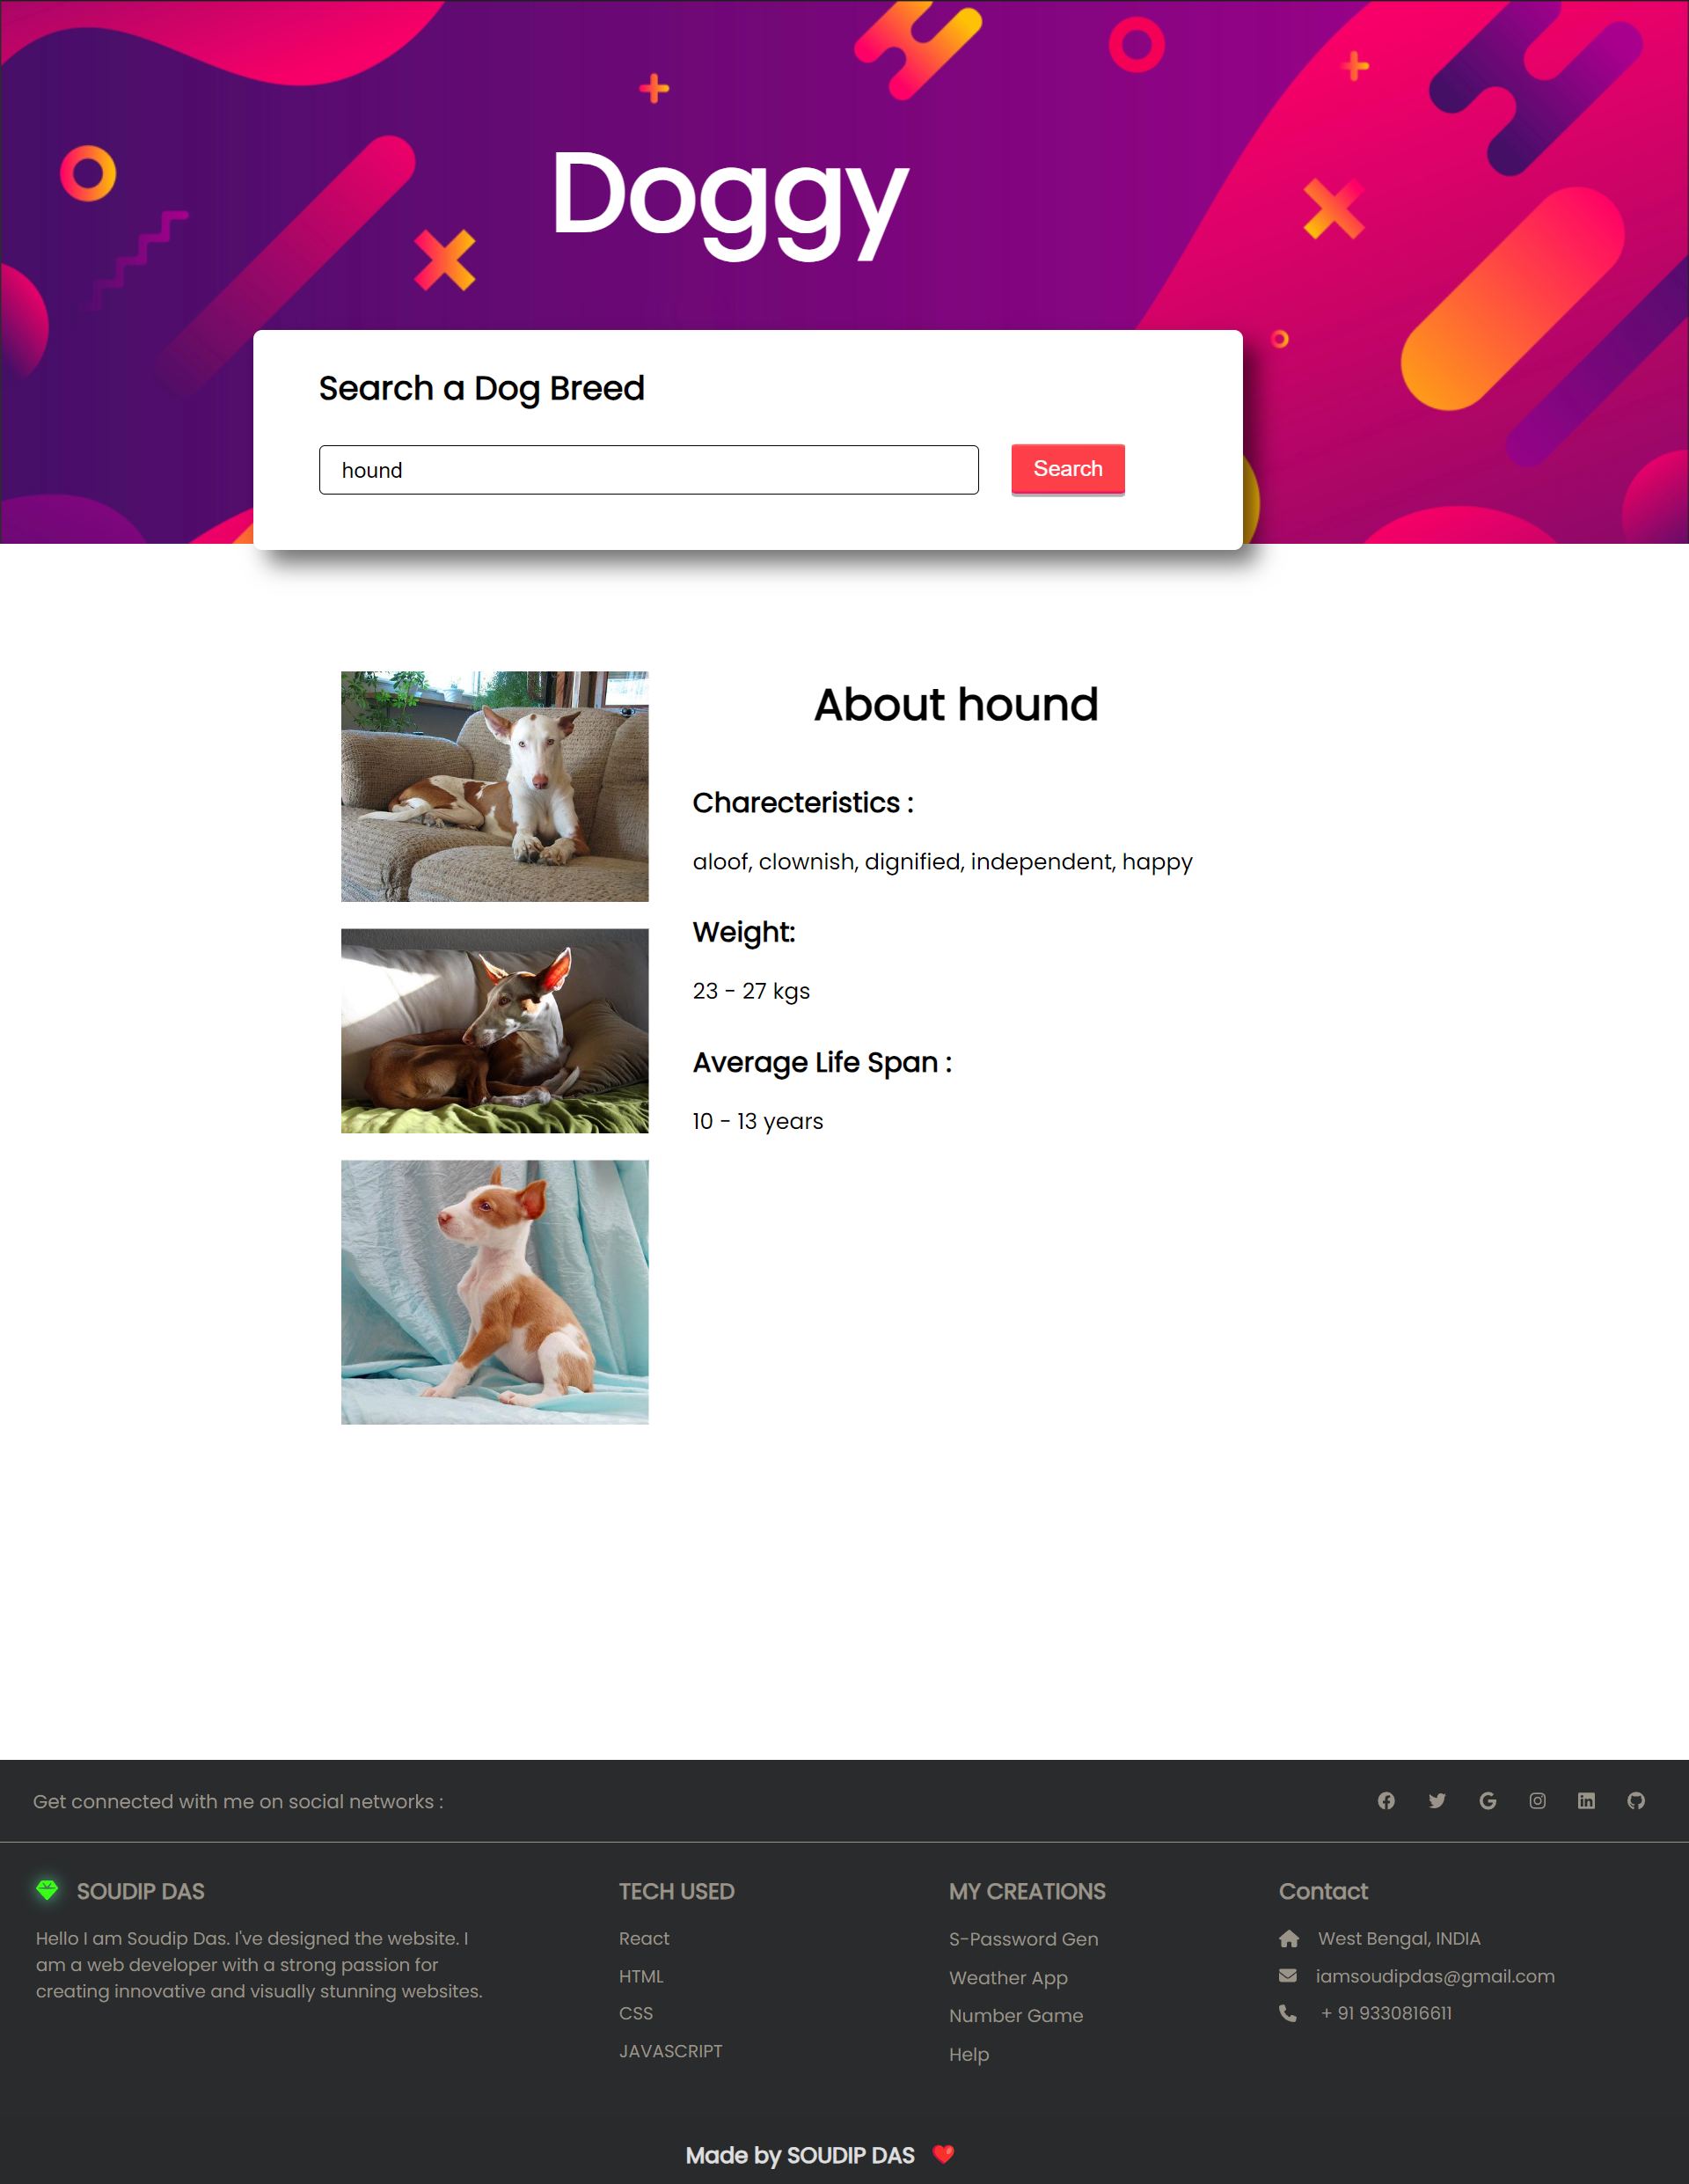 Doggy
Search a Dog Breed
hound
Search
About hound
Charecteristics :
aloof, clownish, dignified, independent, happy
Weight:
23 - 27 kgs
Average Life Span :
10 - 13 years
Get connected with me on social networks :
SOUDIP DAS
Hello I am Soudip Das. I've designed the website. I
am a web developer with a strong passion for
creating innovative and visually stunning websites.
TECH USED
React
HTML
CSS
JAVASCRIPT
MY CREATIONS
S-Password Gen
Weather App
Number Game
Help
Contact
West Bengal, INDIA
iamsoudipdas@gmail.com
+ 91 9330816611
Made by SOUDIP DAS ❤️